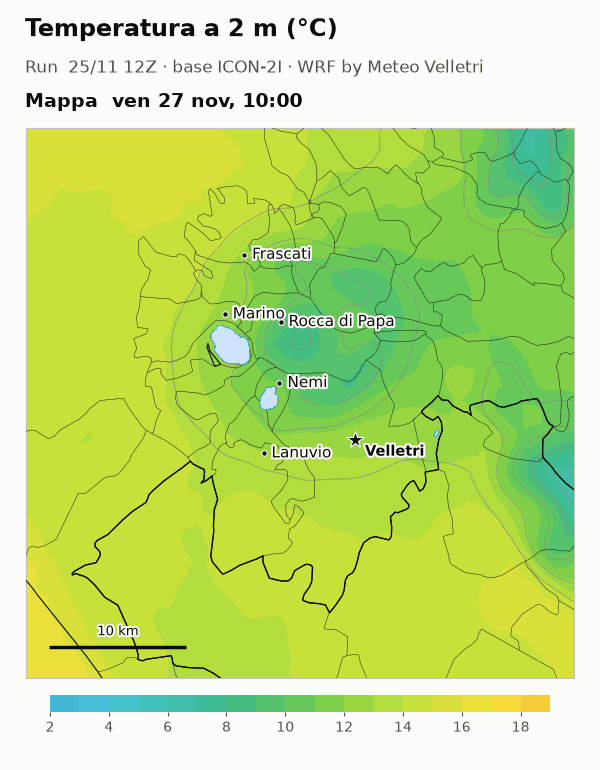 Temperatura a 2 m (°C)
Run  25/11 12Z · base ICON-2I · WRF by Meteo Velletri
Mappa  ven 27 nov, 10:00
Frascati
Marino
Rocca di Papa
Nemi
Velletri
Lanuvio
10 km
2 4 6 8 10 12 14 16 18